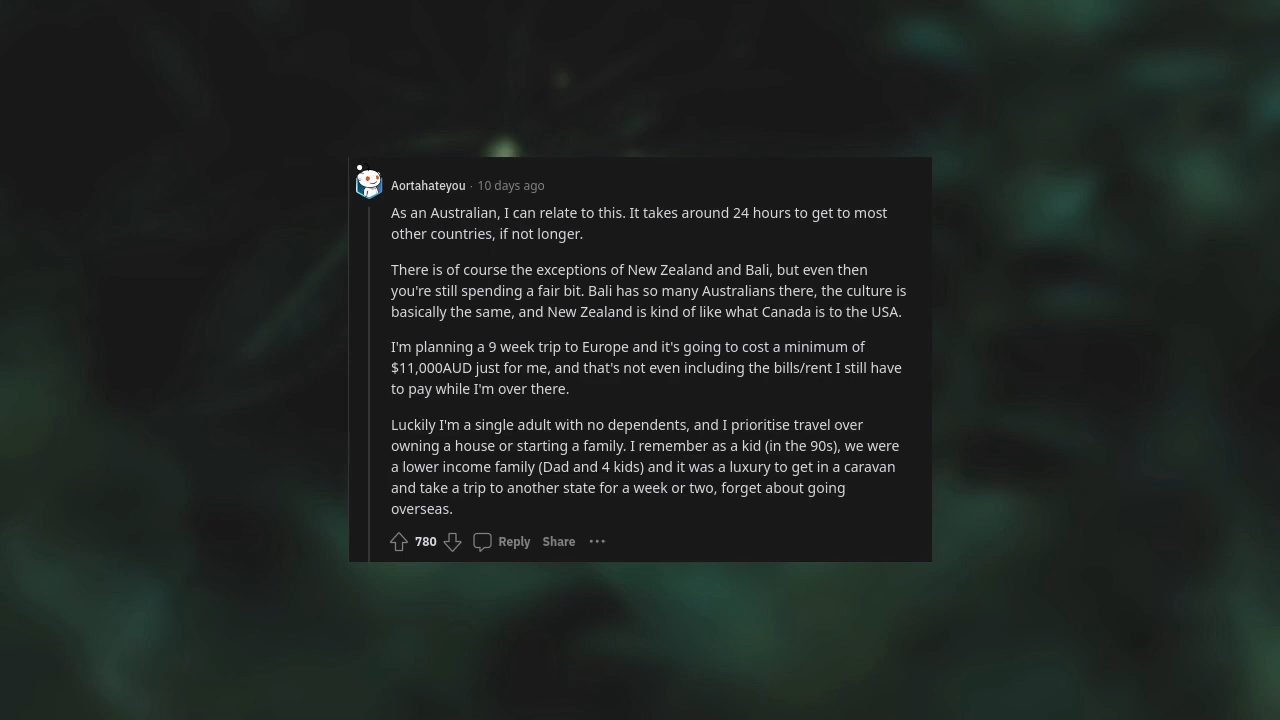 Aortahateyou · 10 days ago
As an Australian, I can relate to this. It takes around 24 hours to get to most
other countries, if not longer.
There is of course the exceptions of New Zealand and Bali, but even then
you're still spending a fair bit. Bali has so many Australians there, the culture is
basically the same, and New Zealand is kind of like what Canada is to the USA.
I'm planning a 9 week trip to Europe and it's going to cost a minimum of
$11,000AUD just for me, and that's not even including the bills/rent I still have
to pay while I'm over there.
Luckily I'm a single adult with no dependents, and I prioritise travel over
owning a house or starting a family. I remember as a kid (in the 90s), we were
a lower income family (Dad and 4 kids) and it was a luxury to get in a caravan
and take a trip to another state for a week or two, forget about going
overseas.
780 Reply Share ···